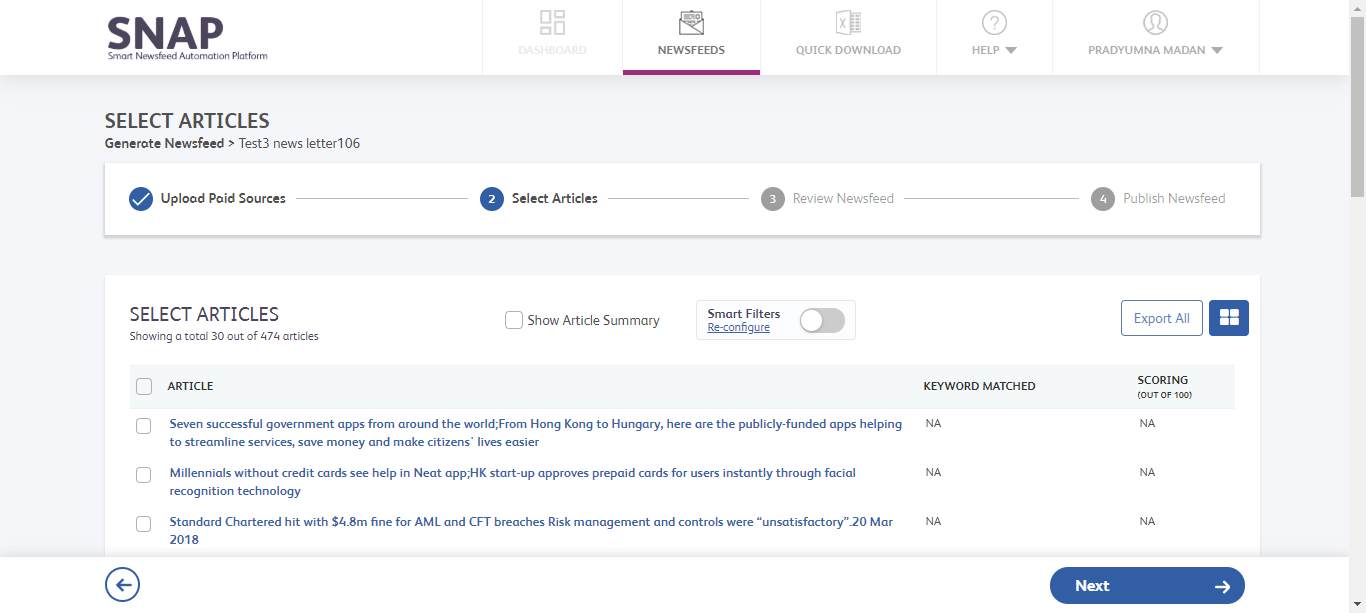 SNAP
Smart Newsfeed Automation Platform
DASHBOARD
NEWSFEEDS
QUICK DOWNLOAD
HELP
PRADYUMNA MADAN
SELECT ARTICLES
Generate Newsfeed > Test3 news letter106
Upload Paid Sources
2 Select Articles
3 Review Newsfeed
4 Publish Newsfeed
SELECT ARTICLES
Showing a total 30 out of 474 articles
Show Article Summary
Smart Filters
Re-configure
Export All
ARTICLE
KEYWORD MATCHED
SCORING
(OUT OF 100)
Seven successful government apps from around the world;From Hong Kong to Hungary, here are the publicly-funded apps helping
to streamline services, save money and make citizens' lives easier
NA
NA
Millennials without credit cards see help in Neat app;HK start-up approves prepaid cards for users instantly through facial
recognition technology
NA
NA
Standard Chartered hit with $4.8m fine for AML and CFT breaches Risk management and controls were “unsatisfactory”.20 Mar
2018
NA
NA
Next